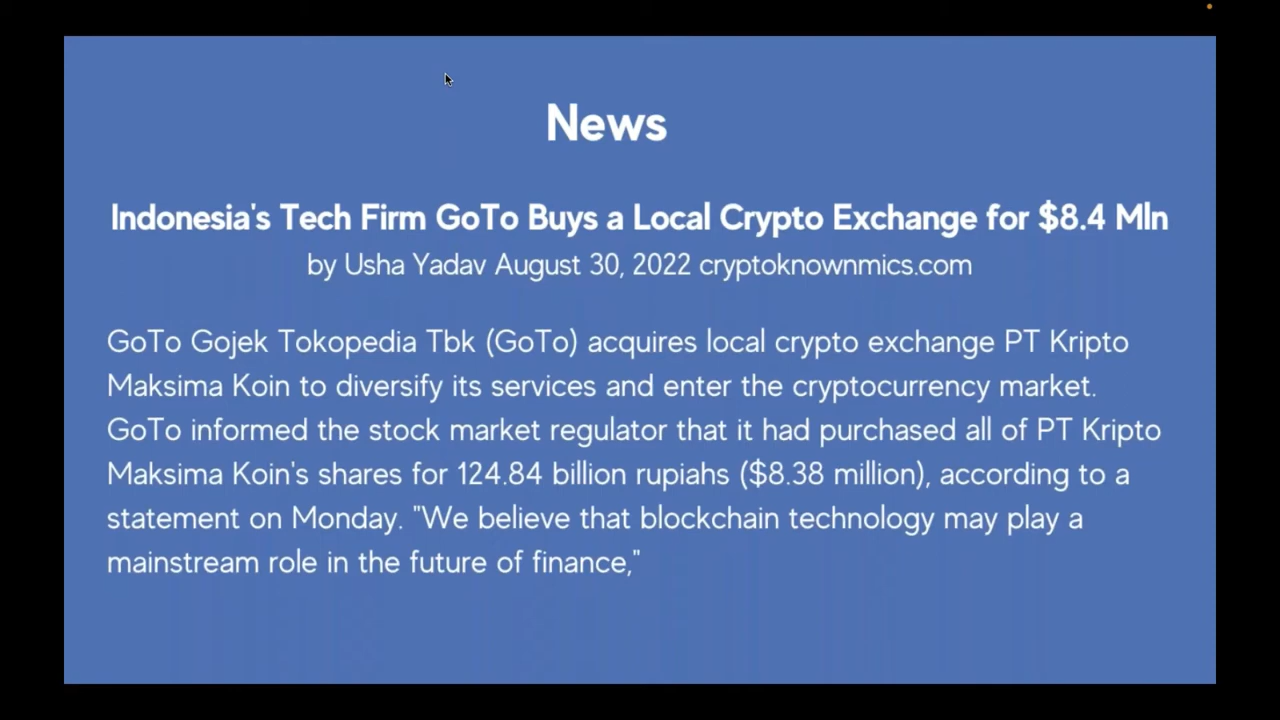 News
Indonesia's Tech Firm GoTo Buys a Local Crypto Exchange for $8.4 Mln
by Usha Yadav August 30, 2022 cryptoknownmics.com
GoTo Gojek Tokopedia Tbk (GoTo) acquires local crypto exchange PT Kripto
Maksima Koin to diversify its services and enter the cryptocurrency market.
GoTo informed the stock market regulator that it had purchased all of PT Kripto
Maksima Koin's shares for 124.84 billion rupiahs ($8.38 million), according to a
statement on Monday. "We believe that blockchain technology may play a
mainstream role in the future of finance,"